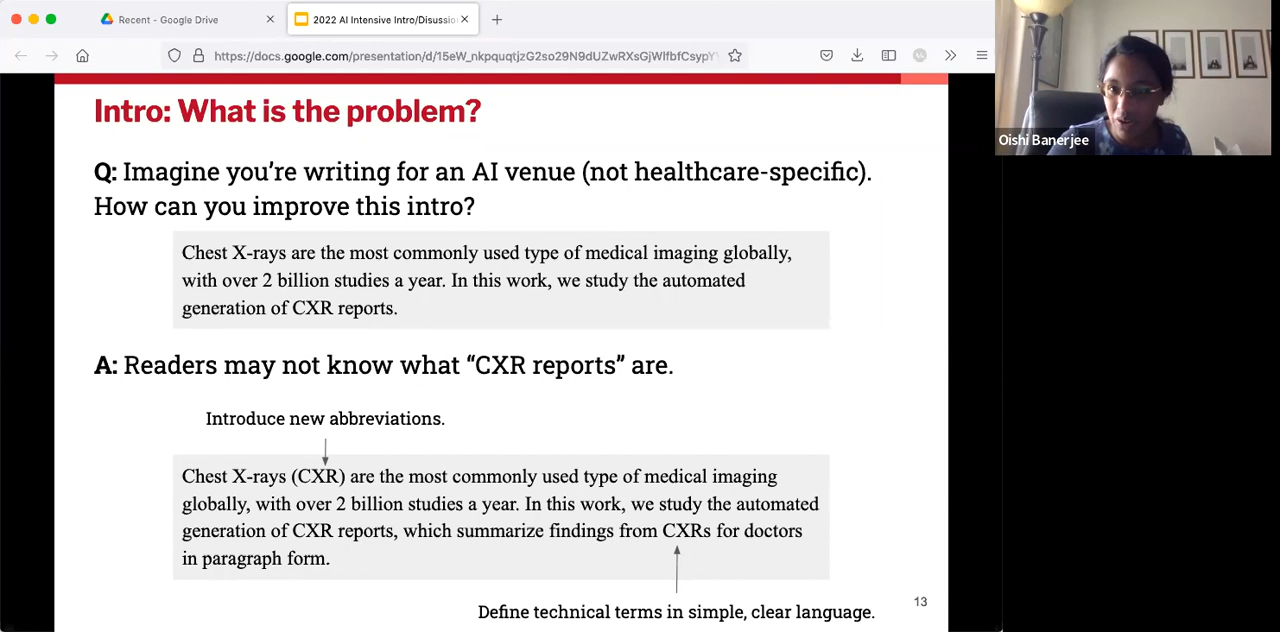 Recent - Google Drive
2022 AI Intensive Intro/Disussio
https://docs.google.com/presentation/d/15eW_nkpquqtjzG2so29N9dUZwRXsGjWlfbfCsypY
Oishi Banerjee
Intro: What is the problem?
Q: Imagine you’re writing for an AI venue (not healthcare-specific).
How can you improve this intro?
Chest X-rays are the most commonly used type of medical imaging globally,
with over 2 billion studies a year. In this work, we study the automated
generation of CXR reports.
A: Readers may not know what “CXR reports” are.
Introduce new abbreviations.
Chest X-rays (CXR) are the most commonly used type of medical imaging
globally, with over 2 billion studies a year. In this work, we study the automated
generation of CXR reports, which summarize findings from CXRs for doctors
in paragraph form.
Define technical terms in simple, clear language.
13